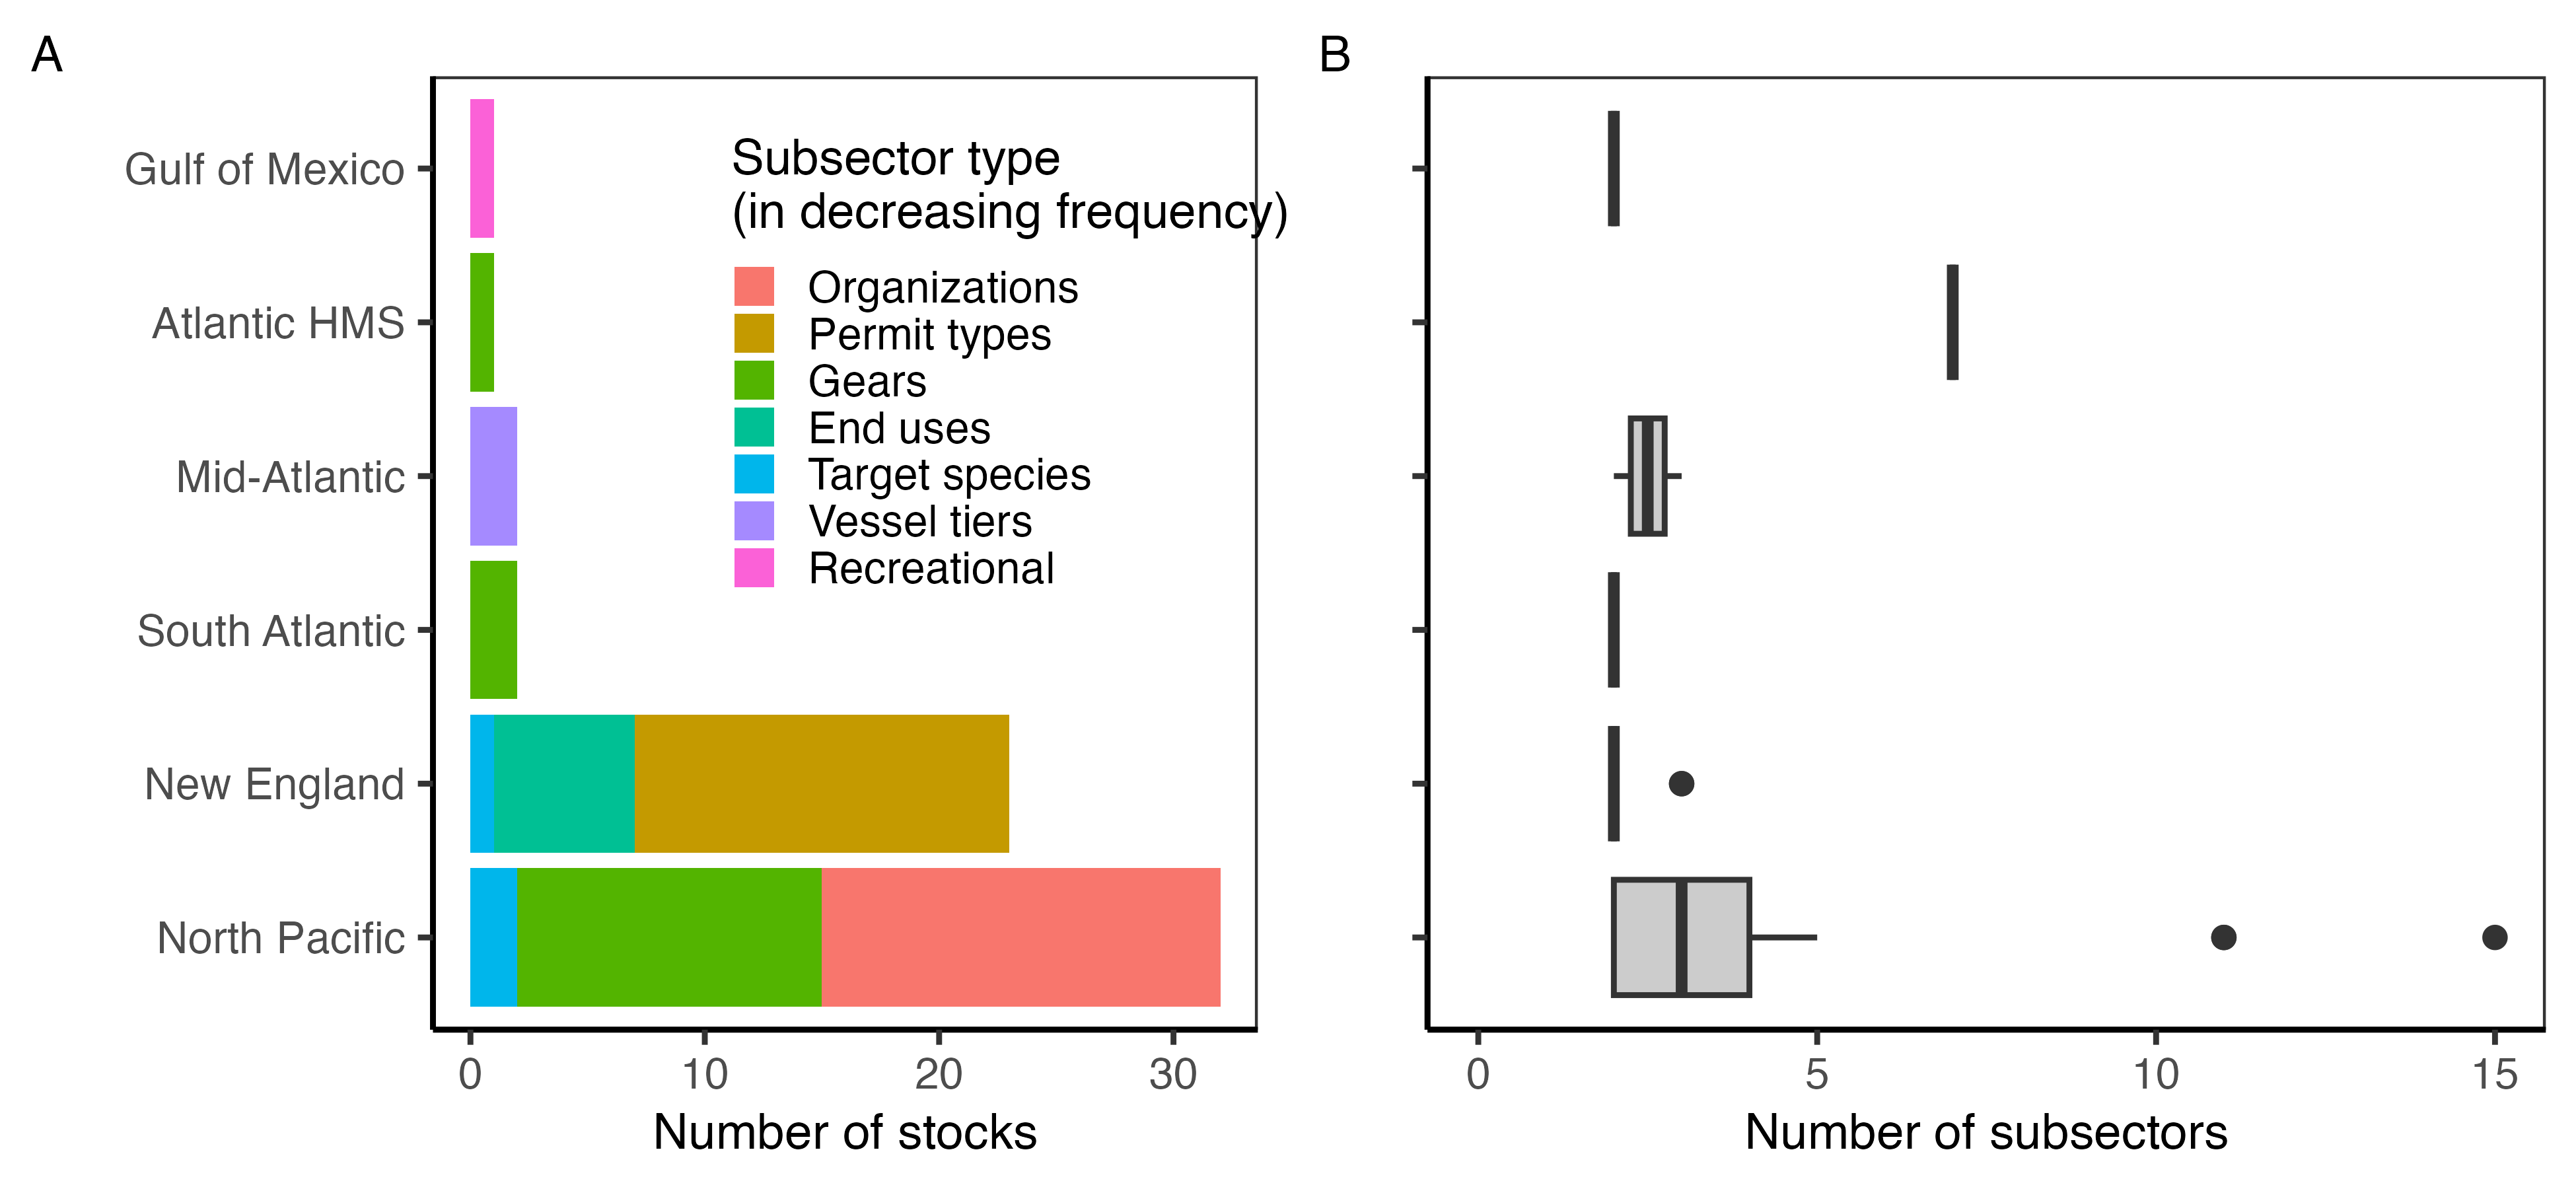 A
Gulf of Mexico
Atlantic HMS
Mid-Atlantic
South Atlantic
New England
North Pacific
Subsector type
(in decreasing frequency)
Organizations
Permit types
Gears
End uses
Target species
Vessel tiers
Recreational
0 10 20 30
Number of stocks
B
0 5 10 15
Number of subsectors